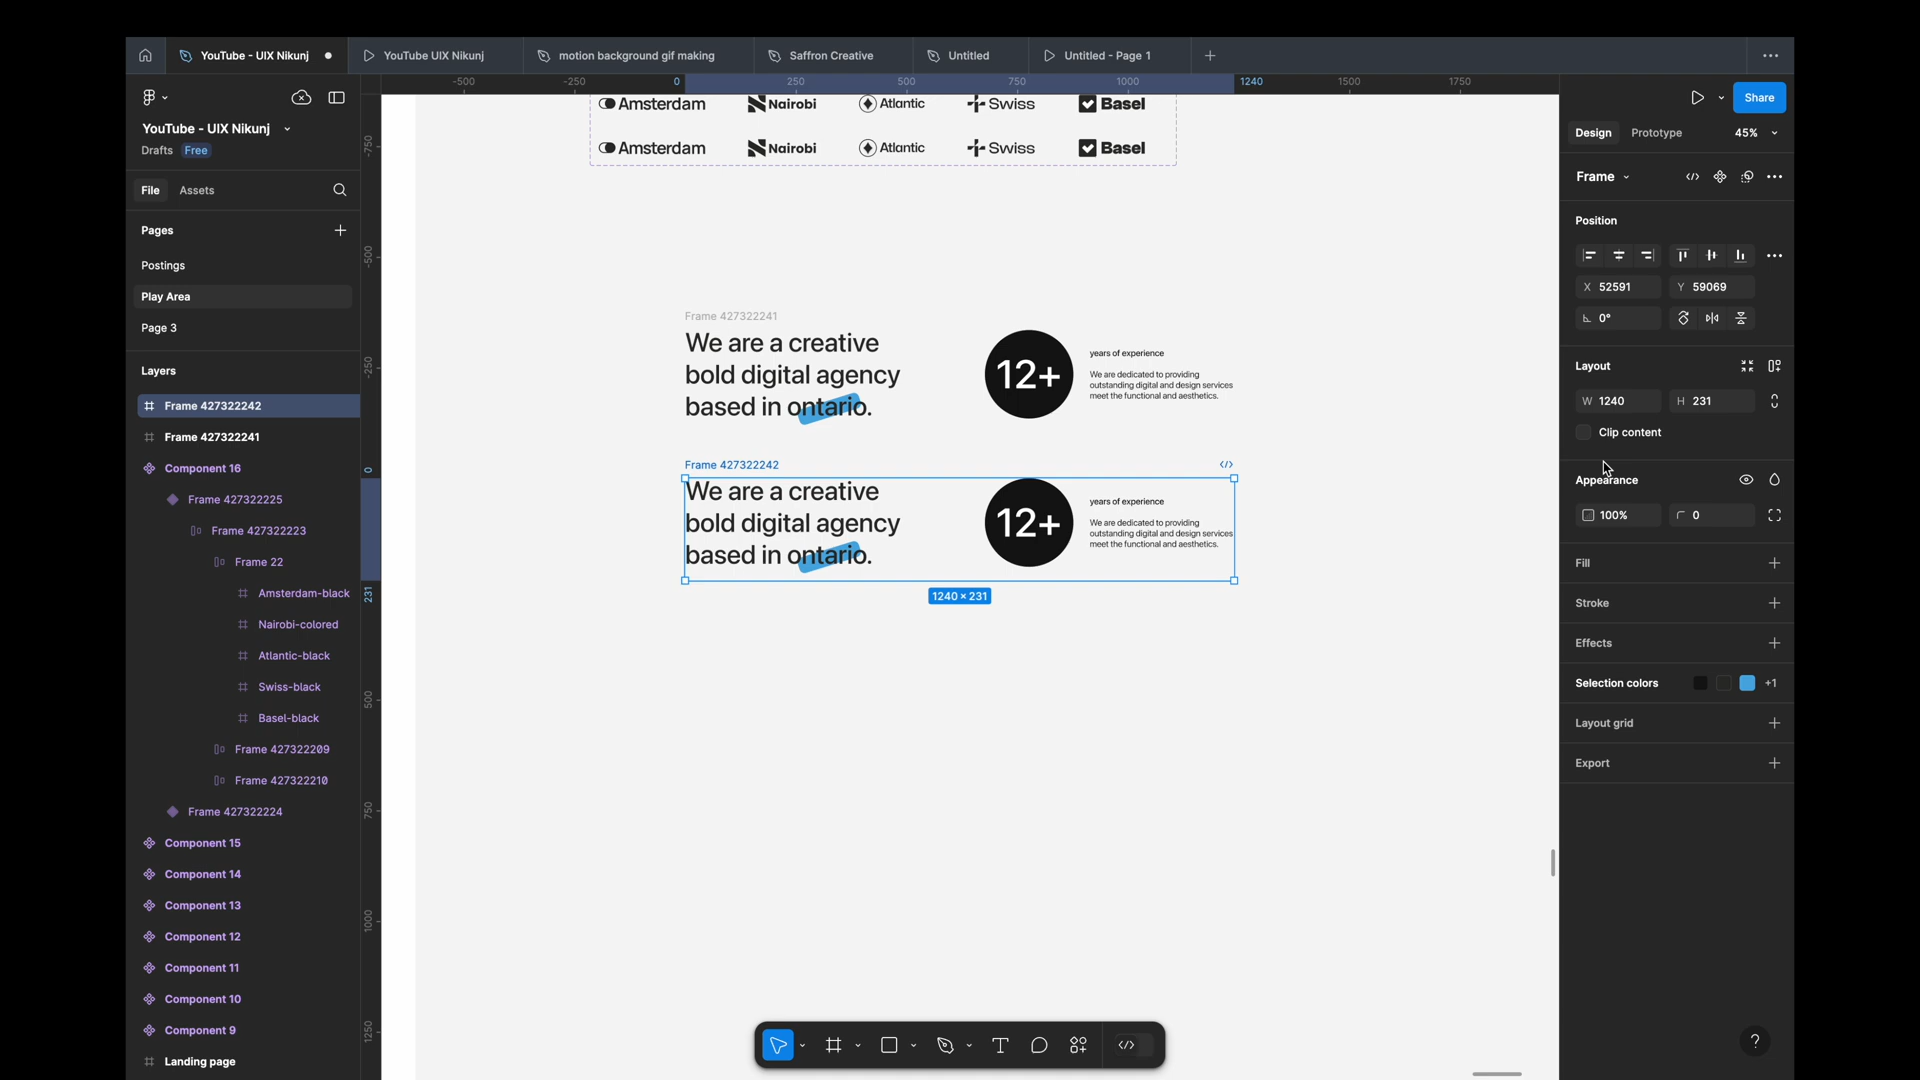 YouTube - UIX Nikunj
YouTube UIX Nikunj
motion background gif making
Saffron Creative
Untitled
Untitled - Page 1
YouTube - UIX Nikunj
Drafts Free
File Assets
Pages
Postings
Play Area
Page 3
Layers
Frame 427322242
Frame 427322241
Component 16
Frame 427322225
Frame 427322223
Frame 22
Amsterdam-black
Nairobi-colored
Atlantic-black
Swiss-black
Basel-black
Frame 427322209
Frame 427322210
Frame 427322224
Component 15
Component 14
Component 13
Component 12
Component 11
Component 10
Component 9
Landing page
-500 -250 0 250 500 750 1000 1240 1500 1750
-750
-500
-250
0
231
500
750
1000
1250
Amsterdam Nairobi Atlantic Swiss Basel
Amsterdam Nairobi Atlantic Swiss Basel
Frame 427322241
We are a creative
bold digital agency
based in ontario.
12+
years of experience
We are dedicated to providing
outstanding digital and design services
meet the functional and aesthetics.
Frame 427322242
We are a creative
bold digital agency
based in ontario.
12+
years of experience
We are dedicated to providing
outstanding digital and design services
meet the functional and aesthetics.
1240 × 231
Share
Design Prototype 45%
Frame
Position
X 52591 Y 59069
0°
Layout
W 1240 H 231
Clip content
Appearance
100% 0
Fill
Stroke
Effects
Selection colors +1
Layout grid
Export
?